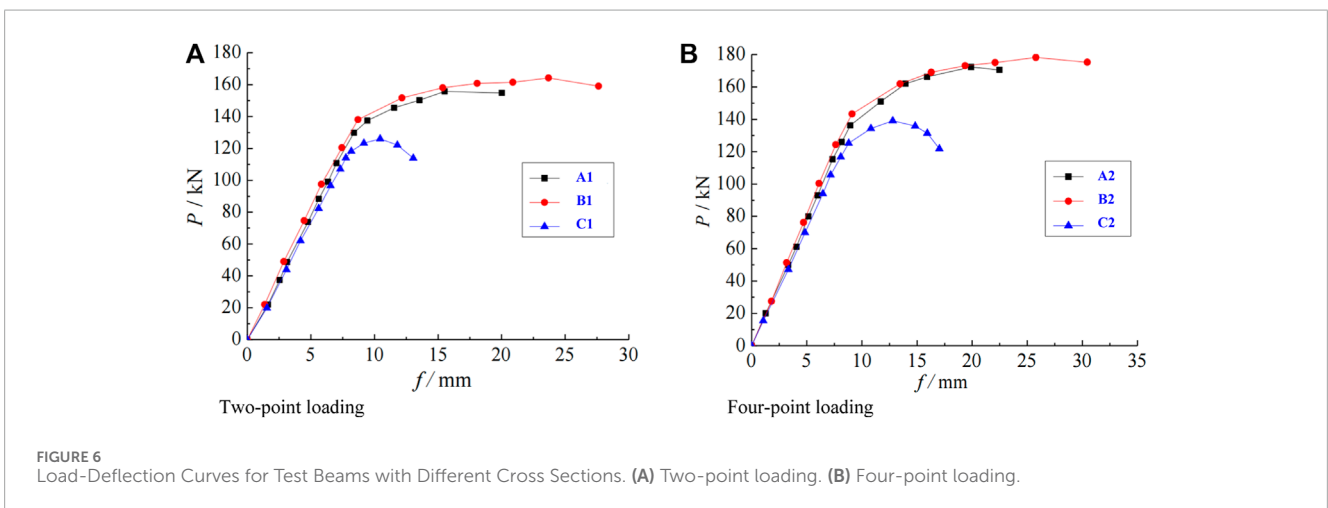 A
180
160
140
120
100
80
60
40
20
0
P / kN
0 5 10 15 20 25 30
f / mm
A1
B1
C1
Two-point loading
B
180
160
140
120
100
80
60
40
20
0
P / kN
0 5 10 15 20 25 30 35
f / mm
A2
B2
C2
Four-point loading
FIGURE 6
Load-Deflection Curves for Test Beams with Different Cross Sections. (A) Two-point loading. (B) Four-point loading.